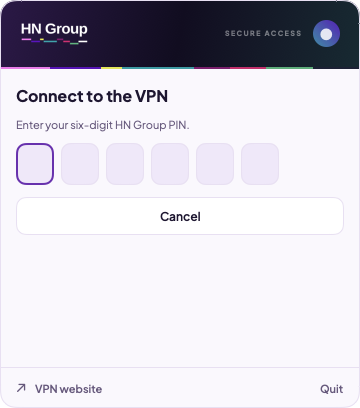 HN Group
SECURE ACCESS
Connect to the VPN
Enter your six-digit HN Group PIN.
Cancel
VPN website
Quit